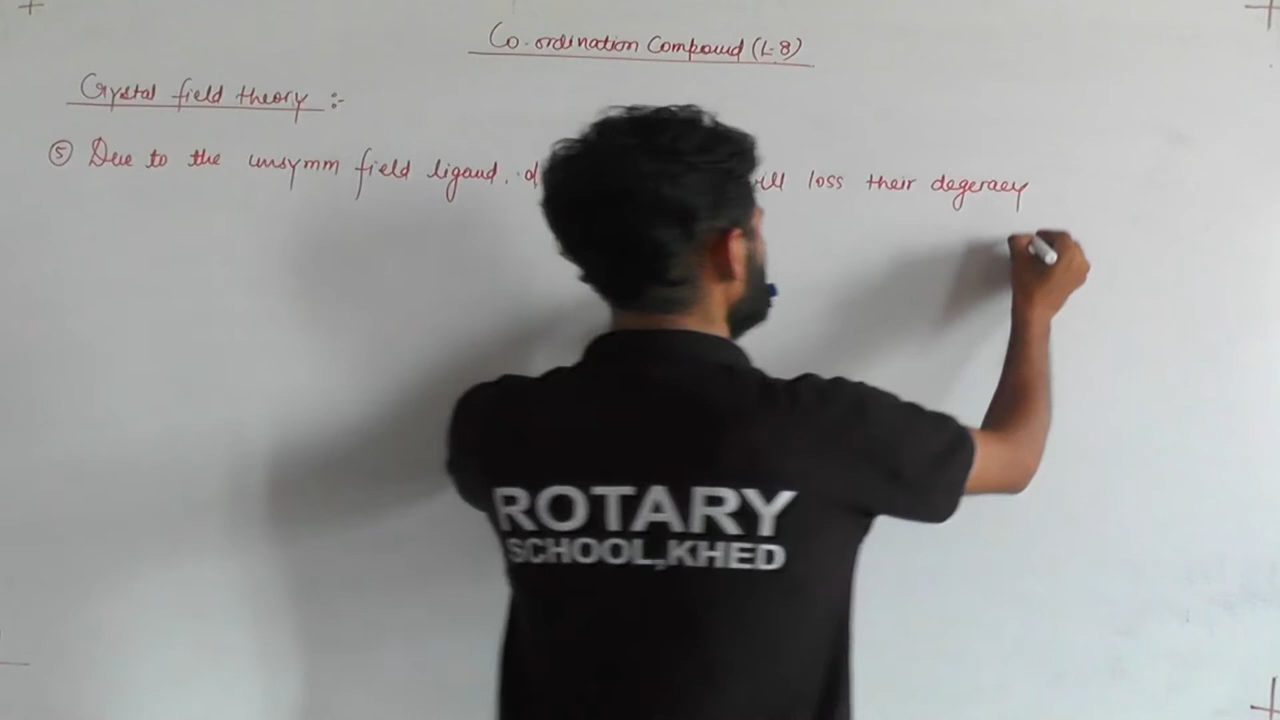 Co-ordination Compound (L-8)
Crystal field theory :-
⑤ Due to the unsymm field ligand, d will loss their degeracy
ROTARY
SCHOOL,KHED